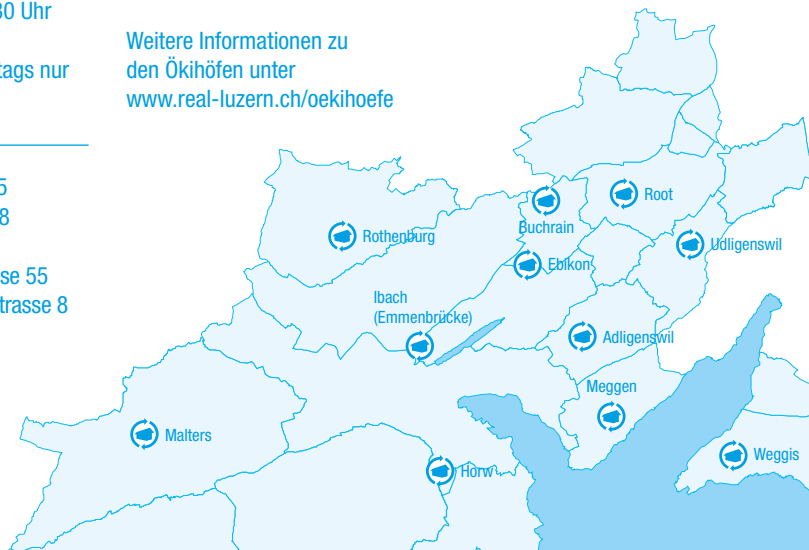 30 Uhr
tags nur
5
8
se 55
trasse 8
Weitere Informationen zu
den Ökihöfen unter
www.real-luzern.ch/oekihoefe
Root
Buchrain
Rothenburg
Udligenswil
Ebikon
Ibach
(Emmenbrücke)
Adligenswil
Meggen
Malters
Weggis
Horw